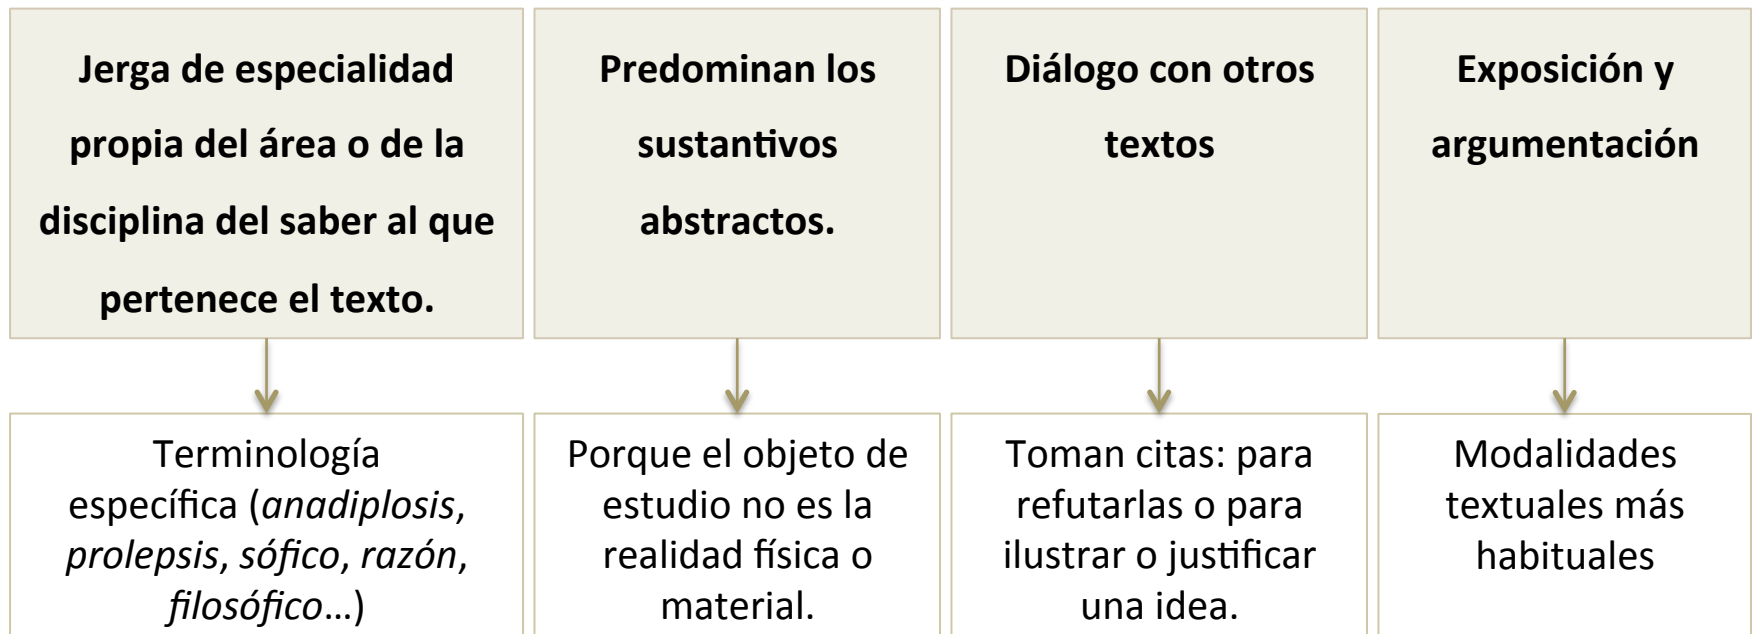 Jerga de especialidad
propia del área o de la
disciplina del saber al que
pertenece el texto.
Predominan los
sustantivos
abstractos.
Diálogo con otros
textos
Exposición y
argumentación
Terminología
específica (anadiplosis,
prolepsis, sófico, razón,
filosófico…)
Porque el objeto de
estudio no es la
realidad física o
material.
Toman citas: para
refutarlas o para
ilustrar o justificar
una idea.
Modalidades
textuales más
habituales